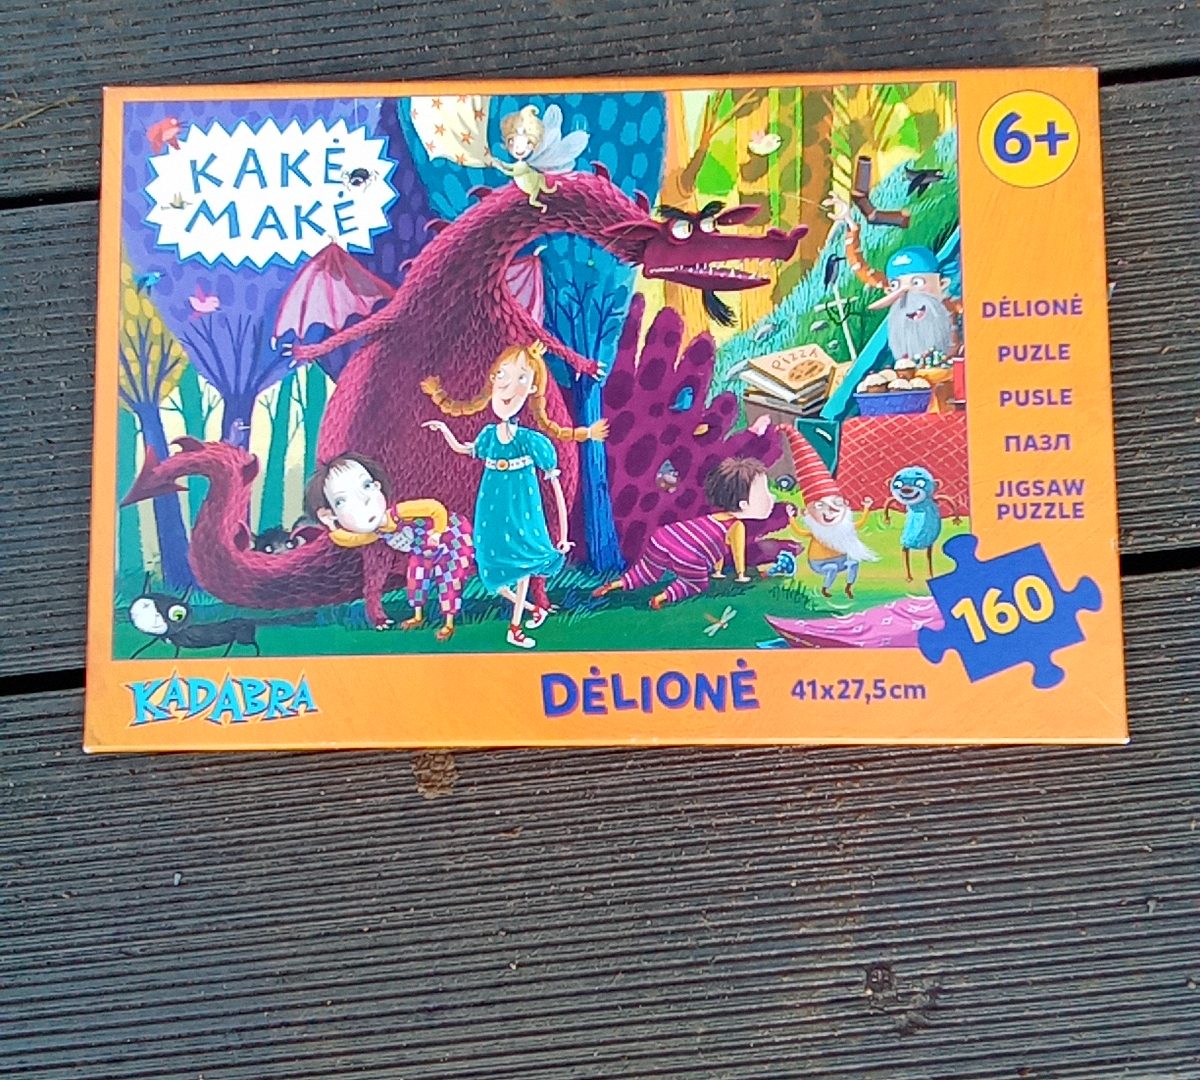 KAKĖ
MAKĖ
6+
PIZZA
DĖLIONĖ
PUZLE
PUSLE
ПАЗЛ
JIGSAW
PUZZLE
160
KADABRA
DĖLIONĖ
41x27,5cm